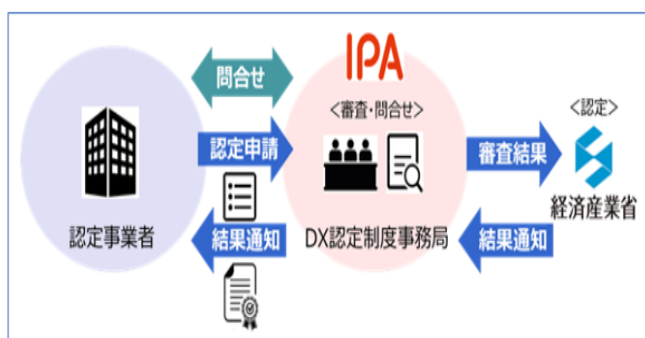 IPA
問合せ
<審査・問合せ>
<認定>
認定申請
審査結果
経済産業省
認定事業者
結果通知
DX認定制度事務局
結果通知